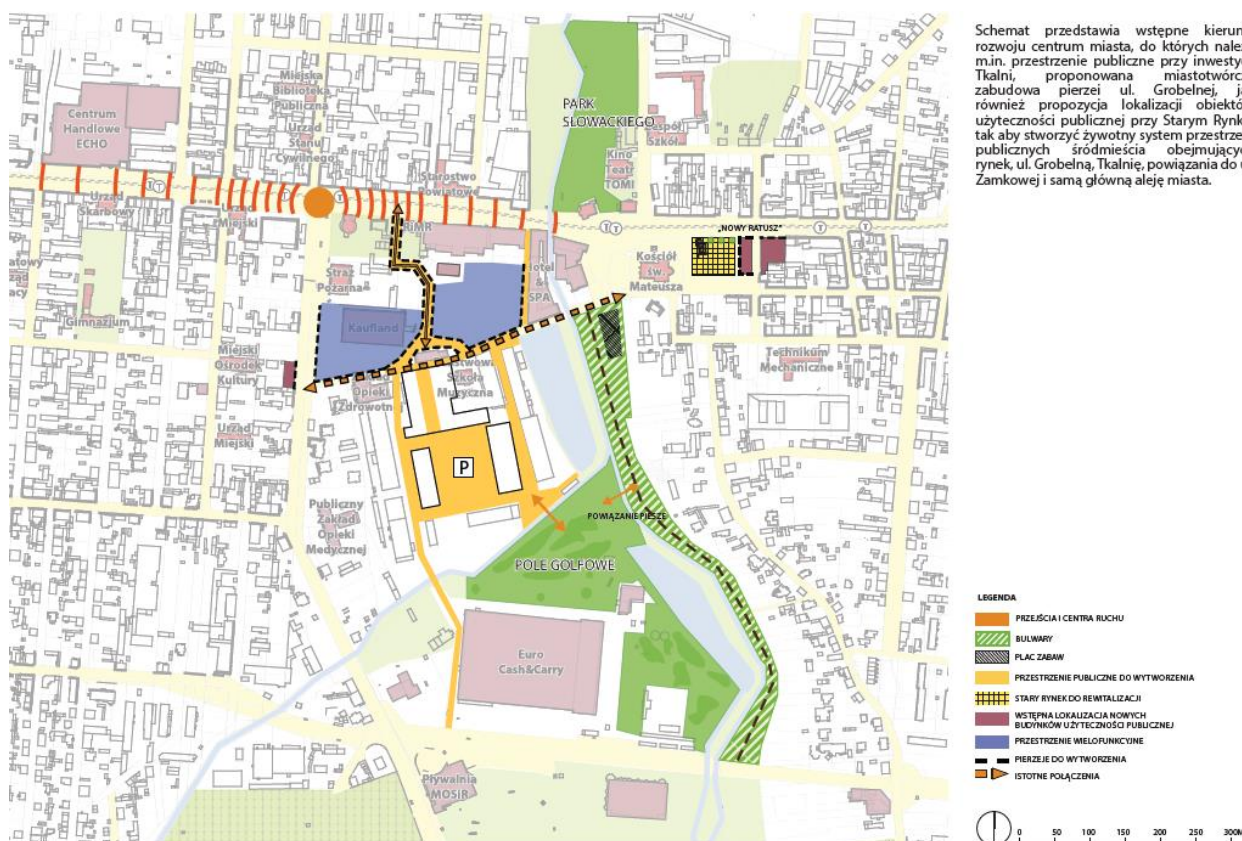 Schemat przedstawia wstępne kierun
rozwoju centrum miasta, do których nale
m.in. przestrzenie publiczne przy inwesty
Tkalni, proponowana miastotwórc
zabudowa pierzei ul. Grobelnej, ja
również propozycja lokalizacji obiektó
użyteczności publicznej przy Starym Rynk
tak aby stworzyć żywotny system przestrze
publicznych śródmieścia obejmując
rynek, ul. Grobelną, Tkalnię, powiązania do u
Zamkowej i samą główną aleję miasta.
Miejska
Biblioteka
Publiczna
Urząd
Stanu
Cywilnego
Centrum
Handlowe
ECHO
PARK
SŁOWACKIEGO
Zespół
Szkół
Kino
Teatr
TOMI
Starostwo
Powiatowe
Urząd
Skarbowy
Urząd
Miejski
RiMR
„NOWY RATUSZ"
Kościół
św.
Mateusza
Hotel
&
SPA
Straż
Pożarna
Gimnazjum
Kaufland
Miejski
Ośrodek
Kultury
Opieki
Zdrowotnej
Szkoła
Muzyczna
Technikum
Mechaniczne
Urząd
Miejski
P
Publiczny
Zakład
Opieki
Medycznej
POWIĄZANIE PIESZE
POLE GOLFOWE
Euro
Cash&Carry
Pływalnia
MOSiR
LEGENDA
PRZEJŚCIA I CENTRA RUCHU
BULWARY
PLAC ZABAW
PRZESTRZENIE PUBLICZNE DO WYTWORZENIA
STARY RYNEK DO REWITALIZACJI
WSTĘPNA LOKALIZACJA NOWYCH
BUDYNKÓW UŻYTECZNOŚCI PUBLICZNEJ
PRZESTRZENIE WIELOFUNKCYJNE
PIERZEJE DO WYTWORZENIA
ISTOTNE POŁĄCZENIA
0 50 100 150 200 250 300M